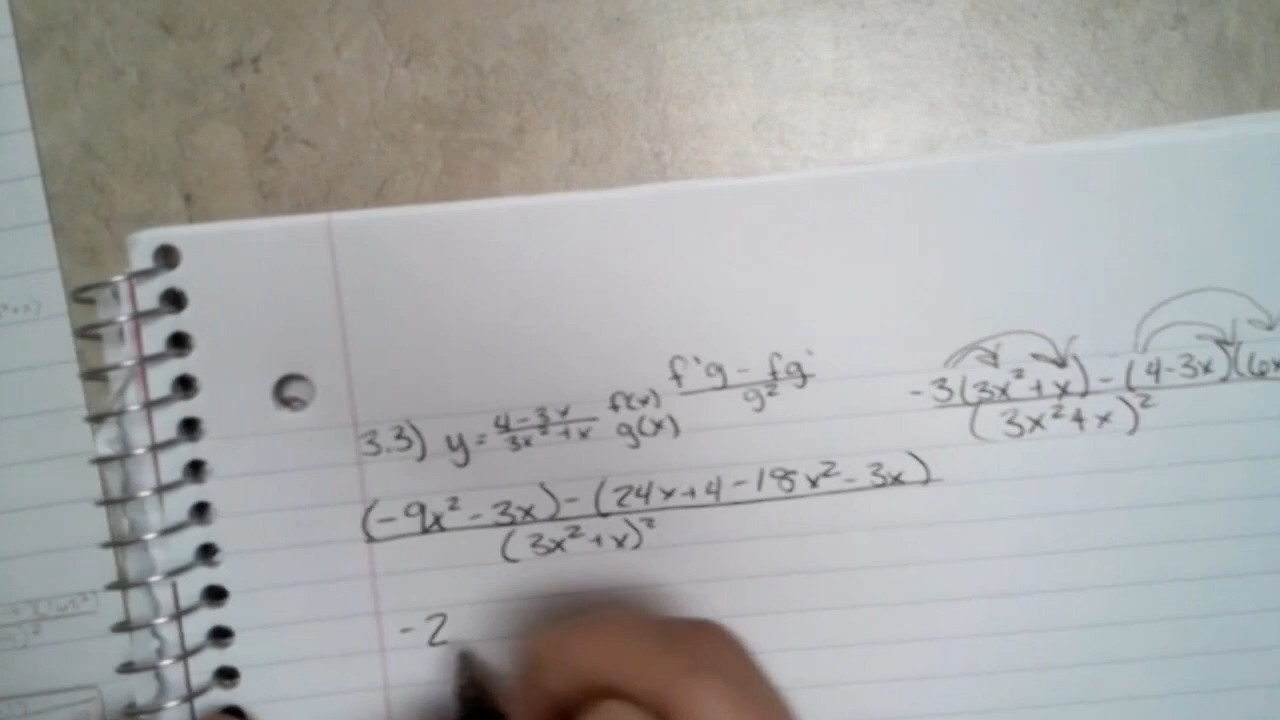 3.3) y = (4-3x)/(3x²+x) f(x) g(x) (f'g - fg')/g²
(-3(3x²+x) - (4-3x)(6x)/(3x²+x)²
((-9x²-3x) - (24x+4-18x²-3x))/(3x²+x)²
-2